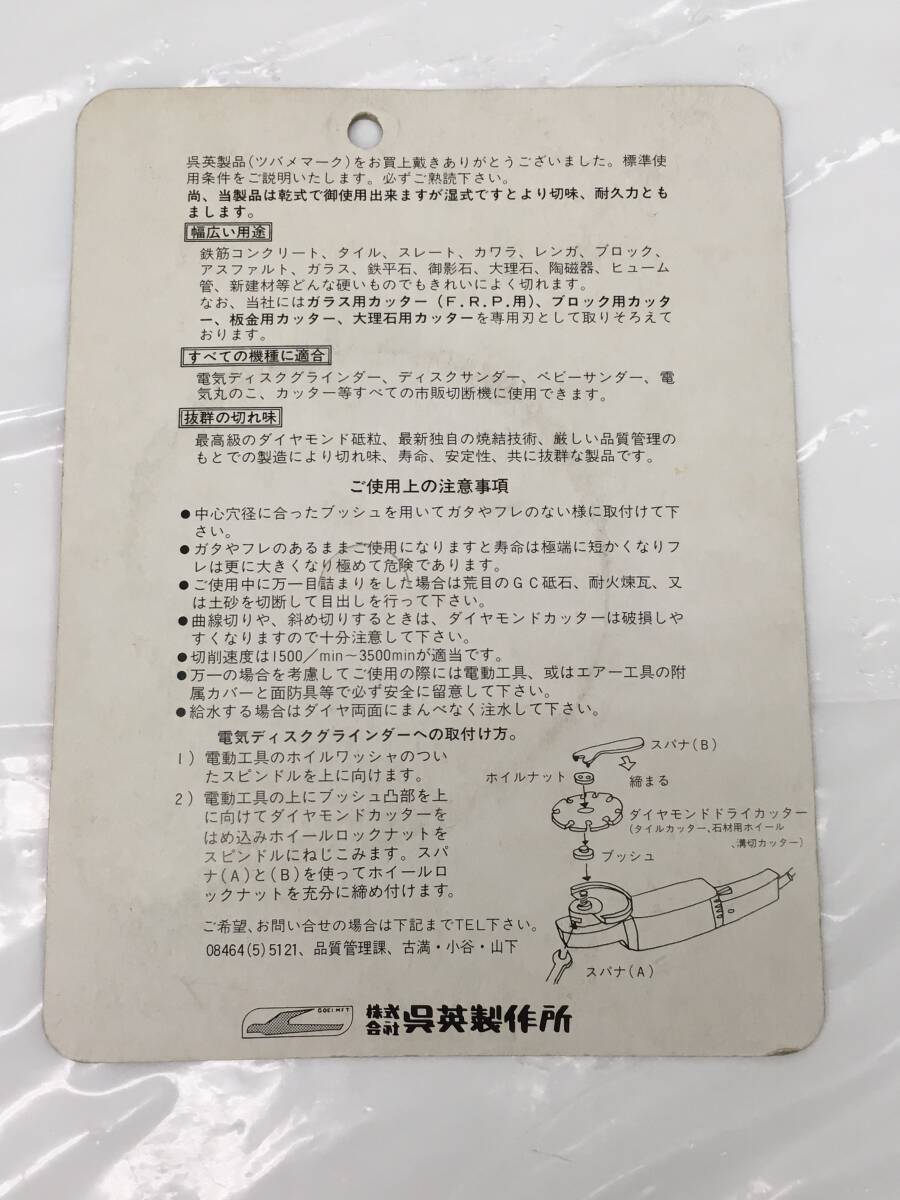 呉英製品(ツバメマーク)をお買上戴きありがとうございました。標準使
用条件をご説明いたします。必ずご熟読下さい。
尚、当製品は乾式で御使用出来ますが湿式ですとより切味、耐久力とも
まします。
幅広い用途
鉄筋コンクリート、タイル、スレート、カワラ、レンガ、ブロック、
アスファルト、ガラス、鉄平石、御影石、大理石、陶磁器、ヒューム
管、新建材等どんな硬いものでもきれいによく切れます。
なお、当社にはガラス用カッター(F.R.P.用)、ブロック用カッタ
ー、板金用カッター、大理石用カッターを専用刃として取りそろえて
おります。
すべての機種に適合
電気ディスクグラインダー、ディスクサンダー、ベビーサンダー、電
気丸のこ、カッター等すべての市販切断機に使用できます。
抜群の切れ味
最高級のダイヤモンド砥粒、最新独自の焼結技術、厳しい品質管理の
もとでの製造により切れ味、寿命、安定性、共に抜群な製品です。
ご使用上の注意事項
●中心穴径に合ったブッシュを用いてガタやフレのない様に取付けて下
さい。
●ガタやフレのあるままご使用になりますと寿命は極端に短かくなりフ
レは更に大きくなり極めて危険であります。
●ご使用中に万一目詰まりをした場合は荒目のGC砥石、耐火煉瓦、又
は土砂を切断して目出しを行って下さい。
●曲線切りや、斜め切りするときは、ダイヤモンドカッターは破損しや
すくなりますので十分注意して下さい。
●切削速度は1500/min~3500minが適当です。
●万一の場合を考慮してご使用の際には電動工具、或はエアー工具の附
属カバーと面防具等で必ず安全に留意して下さい。
●給水する場合はダイヤ両面にまんべなく注水して下さい。
電気ディスクグラインダーへの取付け方。
1)電動工具のホイルワッシャのつい
たスピンドルを上に向けます。
2)電動工具の上にブッシュ凸部を上
に向けてダイヤモンドカッターを
はめ込みホイールロックナットを
スピンドルにねじこみます。スパ
ナ(A)と(B)を使ってホイールロ
ックナットを充分に締め付けます。
スパナ(B)
ホイルナット
締まる
ダイヤモンドドライカッター
(タイルカッター、石材用ホイール
、溝切カッター)
ブッシュ
スパナ(A)
ご希望、お問い合せの場合は下記までTEL下さい。
08464(5)5121、品質管理課、古満・小谷・山下
GOEI MFT
株式会社 呉英製作所